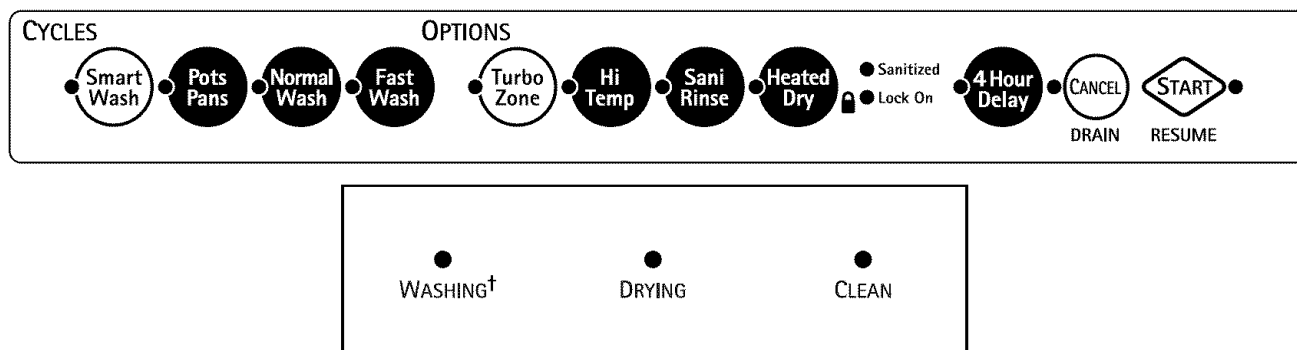 CYCLES
OPTIONS
Smart Wash
Pots Pans
Normal Wash
Fast Wash
Turbo Zone
Hi Temp
Sani Rinse
Heated Dry
Sanitized
Lock On
4 Hour Delay
CANCEL
START
DRAIN
RESUME
WASHING†
DRYING
CLEAN